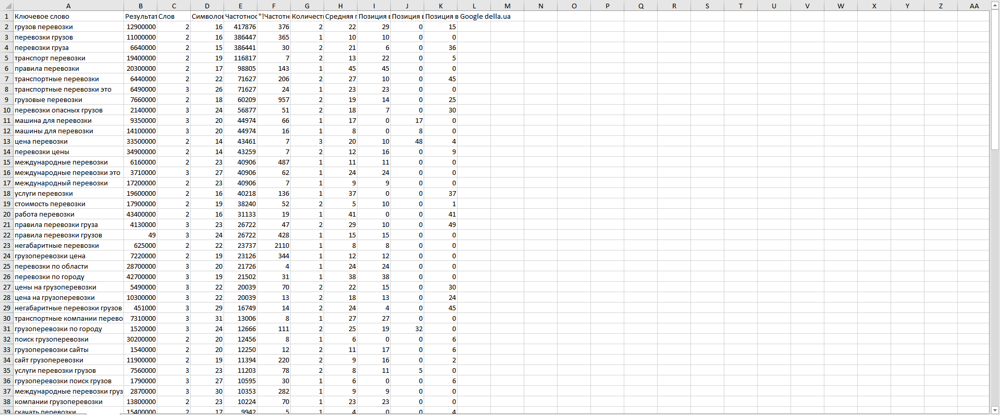 A B C D E F G H I J K L M N O P Q R S T U V W X Y Z AA
1 Ключевое слово Результат Слов Символов Частотнос "!Частотн Количест Средняя п Позиция в Позиция в Позиция в Google della.ua
2 грузов перевозки 12900000 2 16 417876 376 2 22 29 0 15
3 перевозки грузов 11000000 2 16 386447 365 1 10 10 0 0
4 перевозки груза 6640000 2 15 386441 30 2 21 6 0 36
5 транспорт перевозки 19400000 2 19 116817 7 2 13 22 0 5
6 правила перевозки 20300000 2 17 98805 143 1 45 45 0 0
7 транспортные перевозки 6440000 2 22 71627 206 2 27 10 0 45
8 транспортные перевозки это 6490000 3 26 71627 24 1 23 23 0 0
9 грузовые перевозки 7660000 2 18 60209 957 2 19 14 0 25
10 перевозки опасных грузов 2140000 3 24 56877 51 2 18 7 0 30
11 машина для перевозки 9350000 3 20 44974 66 1 17 0 17 0
12 машины для перевозки 14100000 3 20 44974 16 1 8 0 8 0
13 цена перевозки 33500000 2 14 43461 7 3 20 10 48 4
14 перевозки цены 34900000 2 14 43259 7 2 12 16 0 9
15 международные перевозки 6160000 2 23 40906 487 1 11 11 0 0
16 международные перевозки это 3710000 3 27 40906 62 1 24 24 0 0
17 международный перевозки 17200000 2 23 40906 7 1 9 9 0 0
18 услуги перевозки 19600000 2 16 40218 136 1 37 0 0 37
19 стоимость перевозки 17900000 2 19 38240 52 2 5 10 0 1
20 работа перевозки 43400000 2 16 31133 19 1 41 0 0 41
21 правила перевозки груза 4130000 3 23 26722 47 2 29 10 0 49
22 правила перевозки грузов 49 3 24 26722 428 1 15 15 0 0
23 негабаритные перевозки 625000 2 22 23737 2110 1 8 8 0 0
24 грузоперевозки цена 7220000 2 19 23126 344 1 12 12 0 0
25 перевозки по области 28700000 3 20 21726 4 1 24 24 0 0
26 перевозки по городу 42700000 3 19 21502 31 1 38 38 0 0
27 цены на грузоперевозки 5490000 3 22 20039 70 2 22 15 0 30
28 цена на грузоперевозки 10300000 3 22 20039 13 2 18 13 0 24
29 негабаритные перевозки грузов 451000 3 29 16749 14 2 24 4 0 45
30 транспортные компании перево 7310000 3 31 13006 8 1 27 27 0 0
31 грузоперевозки по городу 1520000 3 24 12666 111 2 25 19 32 0
32 поиск грузоперевозки 30200000 2 20 12456 8 1 6 0 0 6
33 грузоперевозки сайты 1540000 2 20 12250 12 2 11 17 0 6
34 сайт грузоперевозки 11900000 2 19 11394 220 2 9 16 0 2
35 услуги перевозки грузов 7560000 3 23 11203 78 2 8 11 5 0
36 грузоперевозки поиск грузов 1790000 3 27 10595 30 1 6 0 0 6
37 международные перевозки груз 2870000 3 30 10353 282 1 9 9 0 0
38 компании грузоперевозки 13800000 2 23 10224 70 1 23 23 0 0
39 скачать перевозки 15400000 2 17 9942 5 1 4 0 0 4